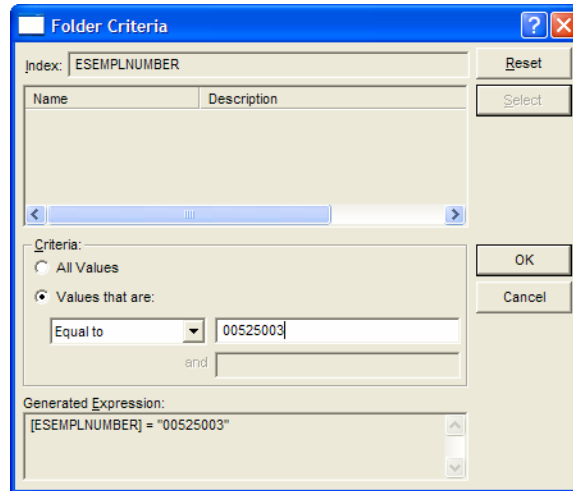 Folder Criteria
Index: ESEMPLNUMBER
Reset
Name Description
Select
Criteria:
All Values
OK
Values that are:
Cancel
Equal to 00525003
and
Generated Expression:
[ESEMPLNUMBER] = "00525003"